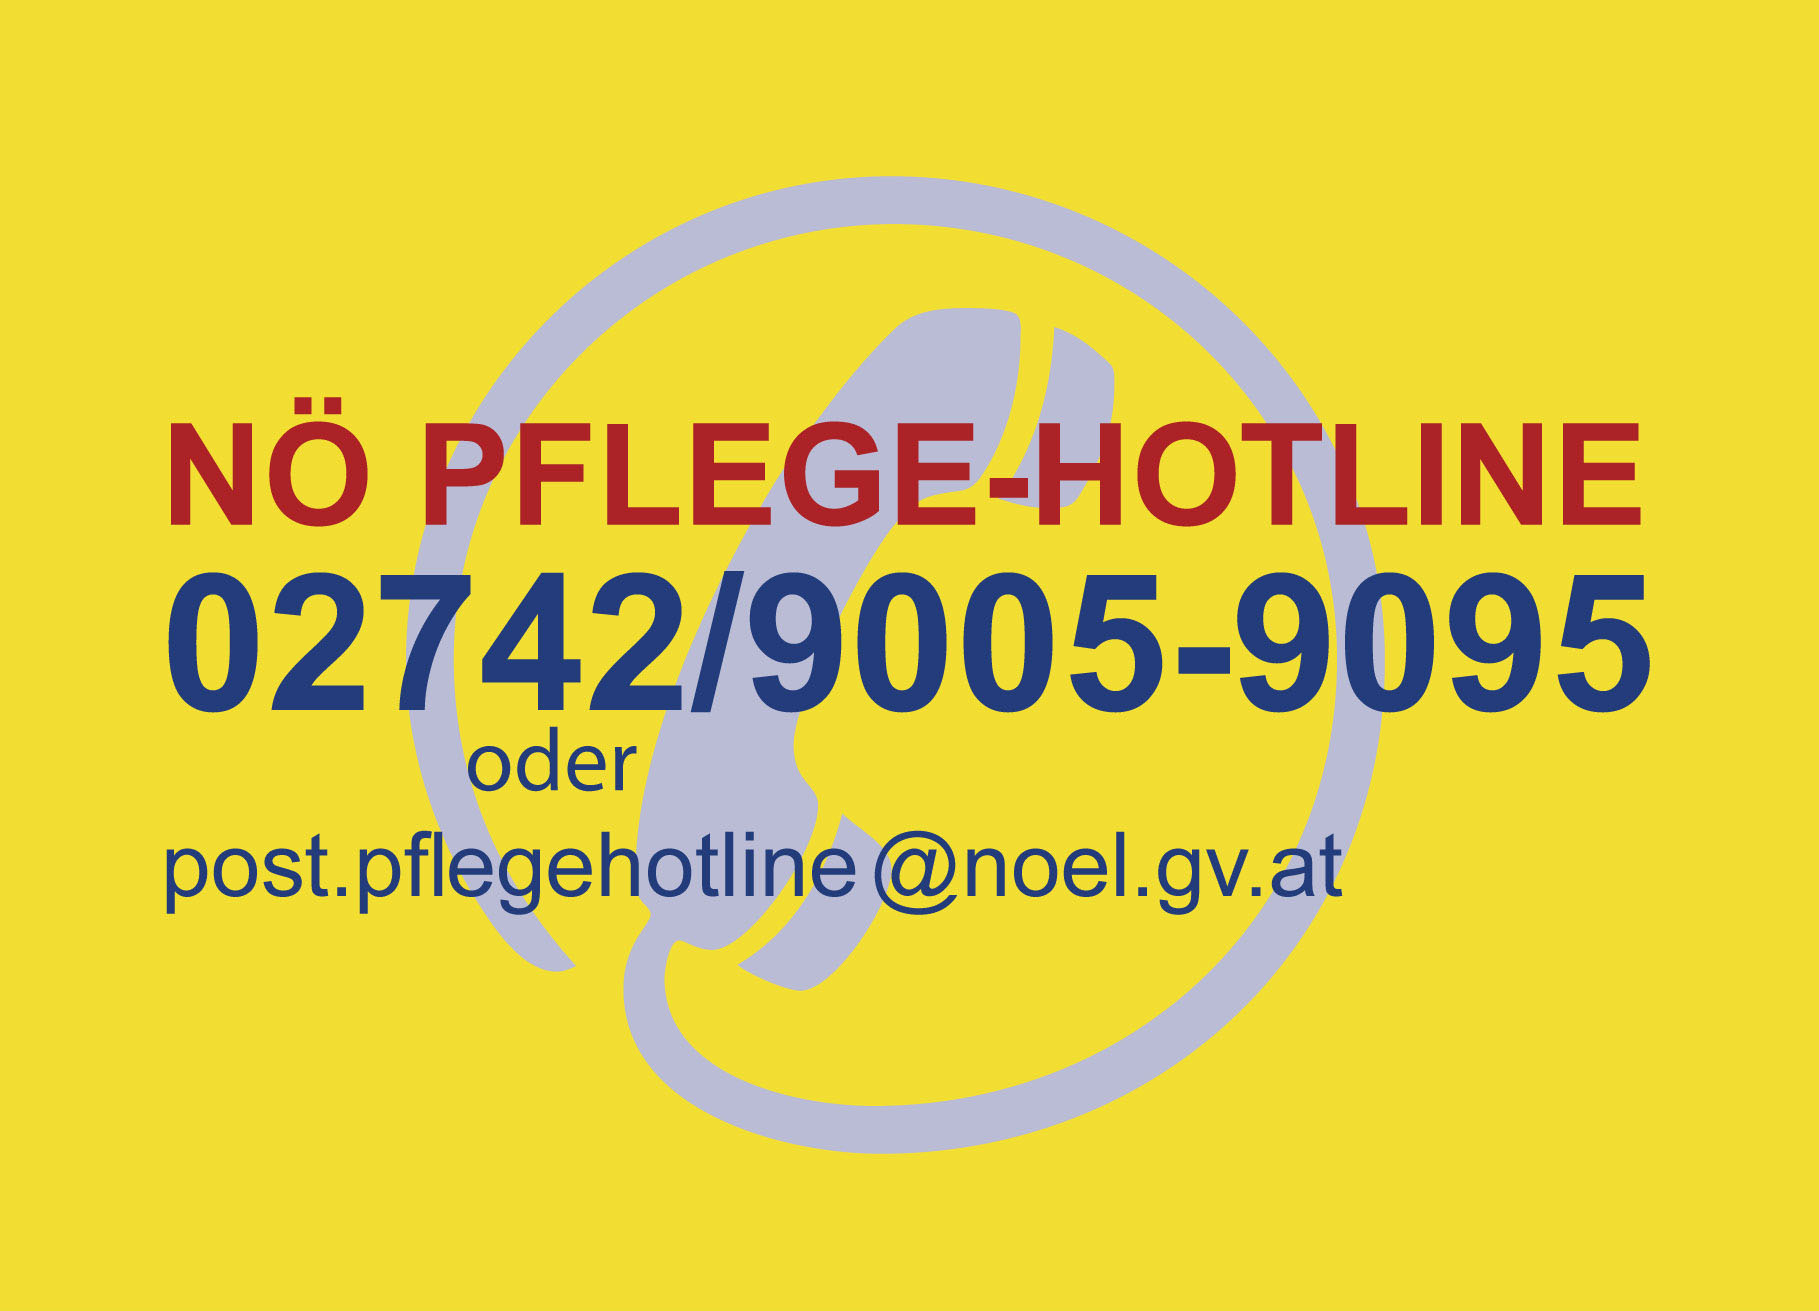 NÖ PFLEGE-HOTLINE
02742/9005-9095
oder
post.pflegehotline@noel.gv.at